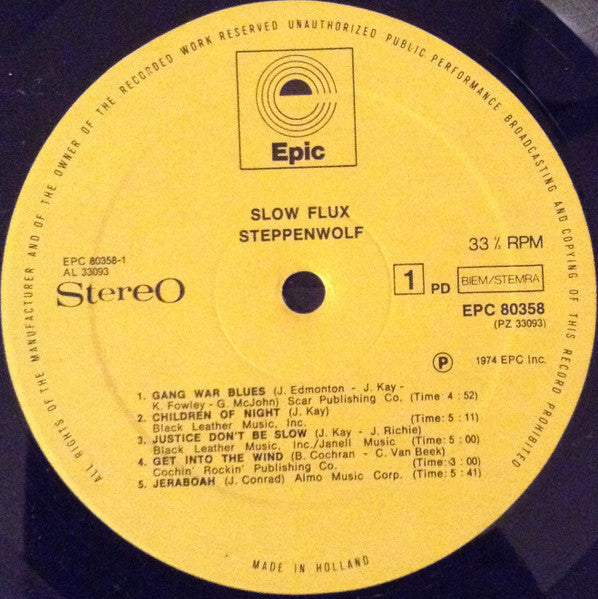 ALL RIGHTS OF THE MANUFACTURER AND OF THE OWNER OF THE RECORDED WORK RESERVED UNAUTHORIZED PUBLIC PERFORMANCE BROADCASTING AND COPYING OF THIS RECORD PROHIBITED
Epic
SLOW FLUX
STEPPENWOLF
33⅓ RPM
EPC 80358-1
AL 33093
Stereo
1 PD BIEM/STEMRA
EPC 80358
(PZ 33093)
Ⓟ 1974 EPC Inc.
1. GANG WAR BLUES (J. Edmonton - J. Kay -
K. Fowley - G. McJohn) Scar Publishing Co. (Time 4 : 52)
2. CHILDREN OF NIGHT (J. Kay)
Black Leather Music, Inc. (Time: 5 : 11)
3. JUSTICE DON'T BE SLOW (J. Kay - J. Richie)
Black Leather Music, Inc./Janell Music (Time: 5 : 00)
4. GET INTO THE WIND (B. Cochran - C. Van Beek)
Cochin' Rockin' Publishing Co. (Time: 3 : 00)
5. JERABOAH (J. Conrad) Almo Music Corp. (Time: 5 : 41)
MADE IN HOLLAND